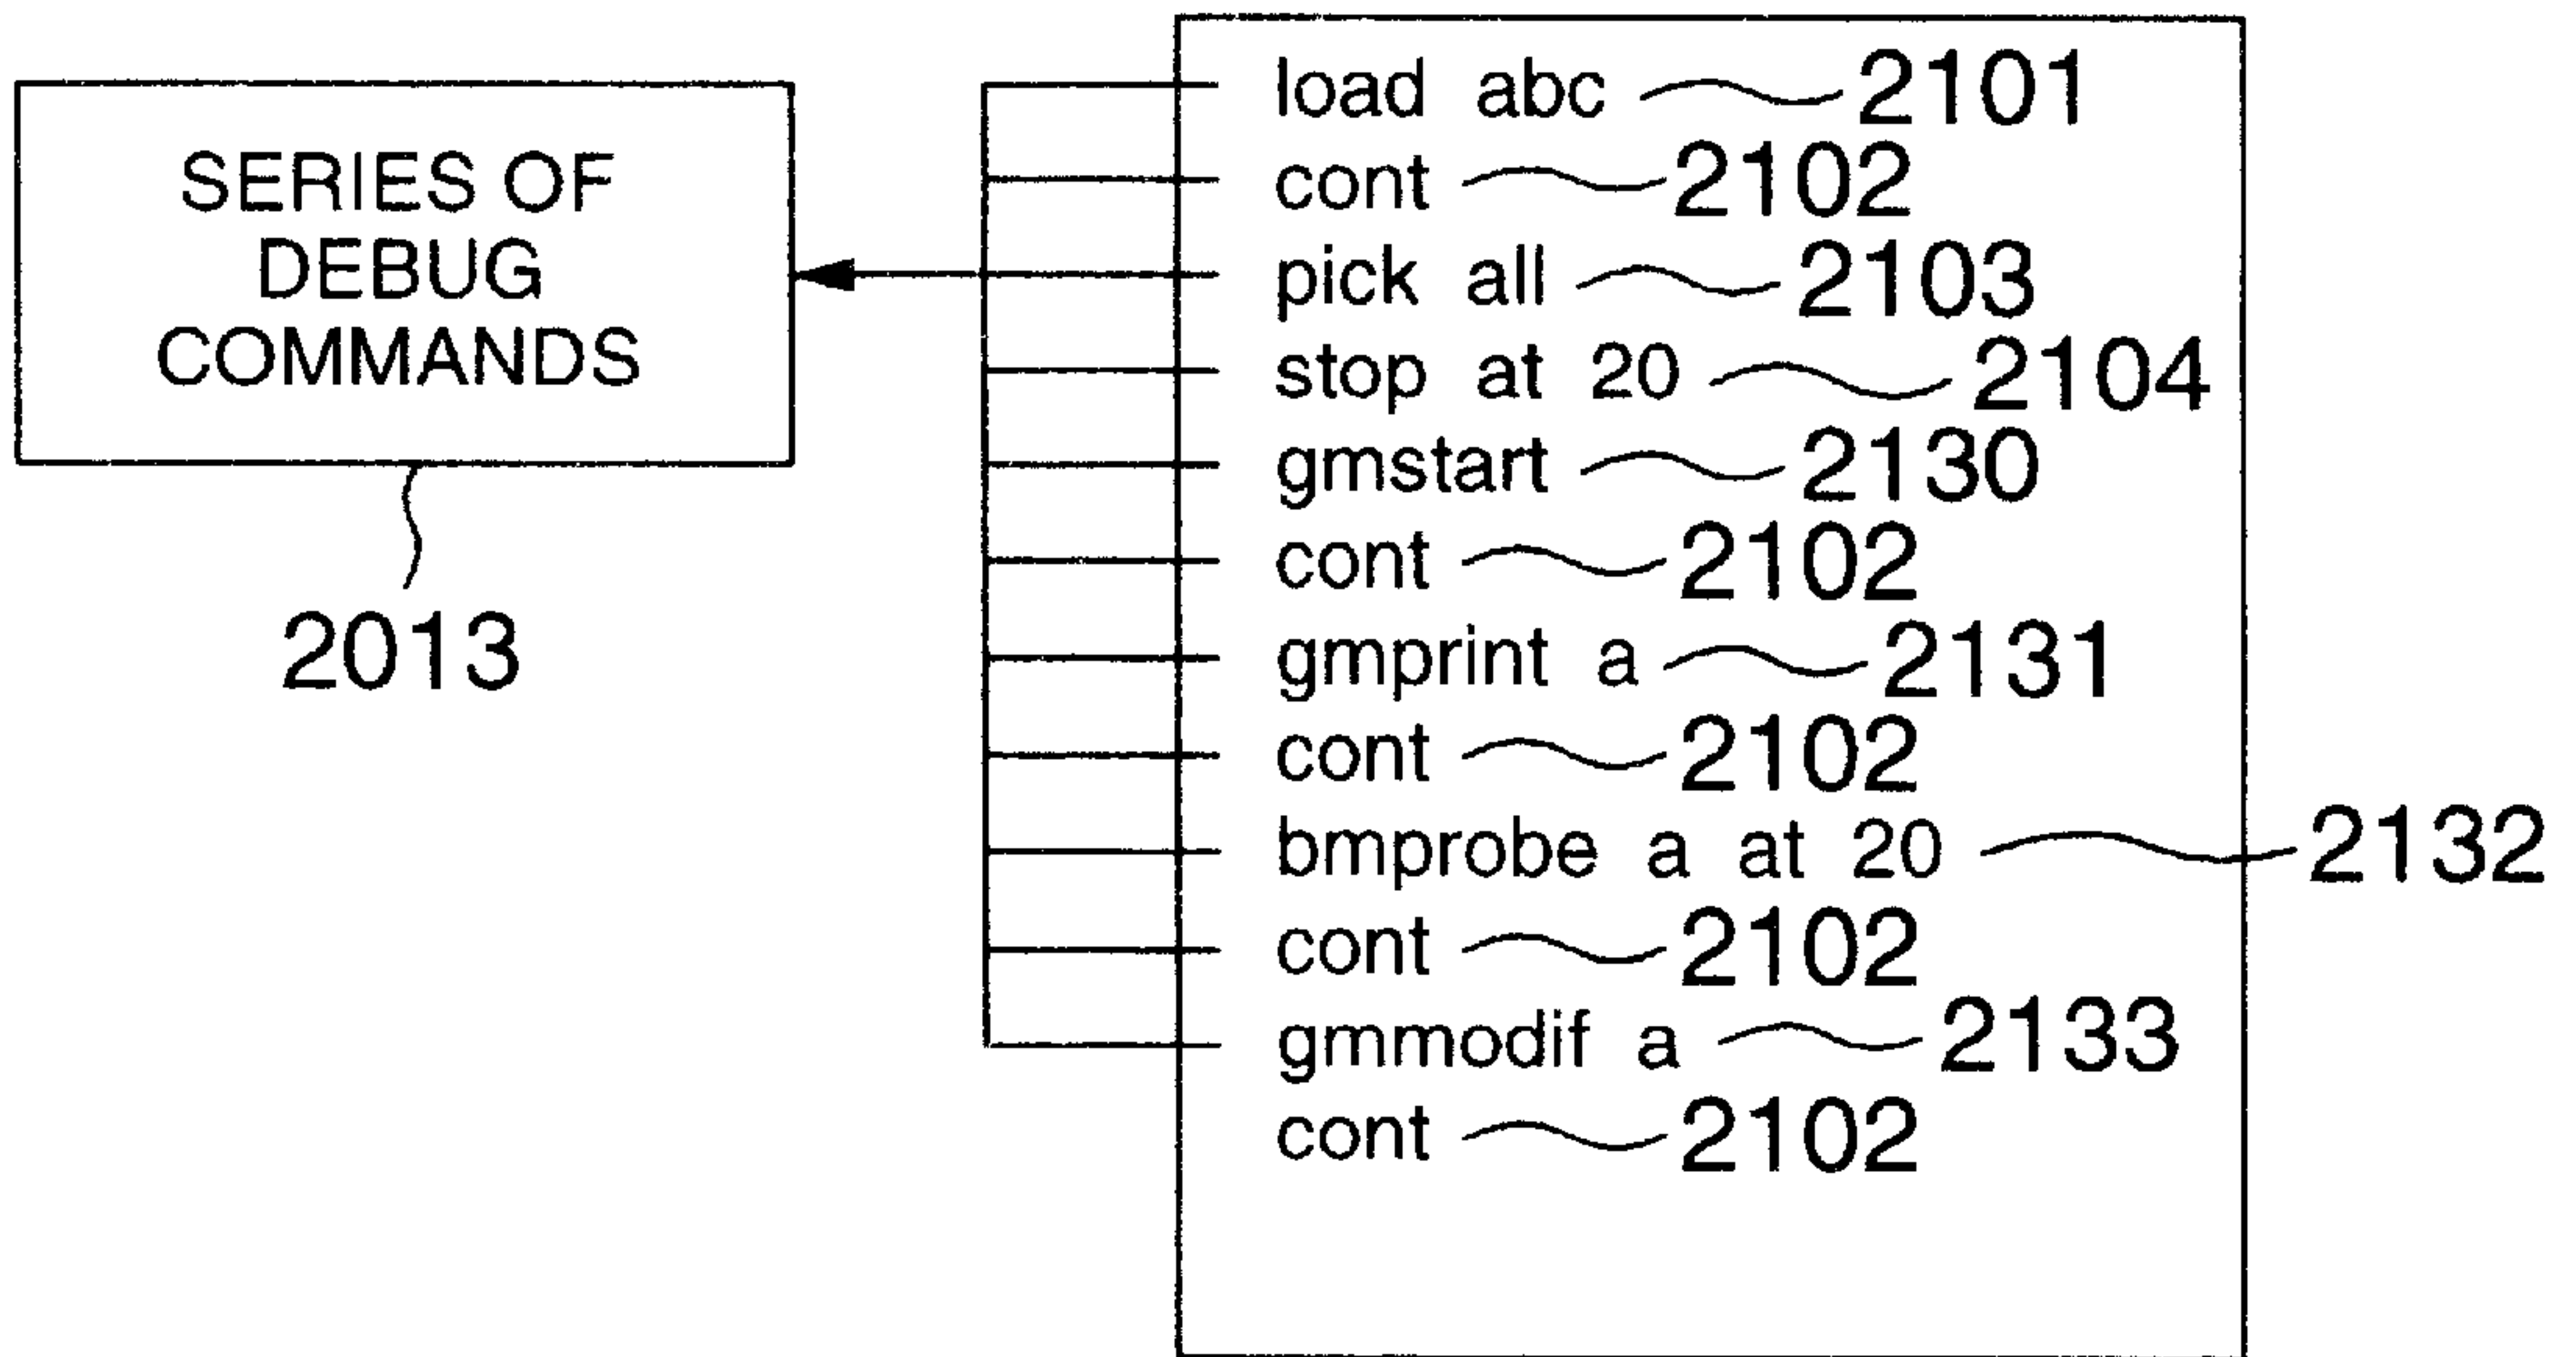 SERIES OF
DEBUG
COMMANDS
2013
load abc 2101
cont 2102
pick all 2103
stop at 20 2104
gmstart 2130
cont 2102
gmprint a 2131
cont 2102
bmprobe a at 20 2132
cont 2102
gmmodif a 2133
cont 2102